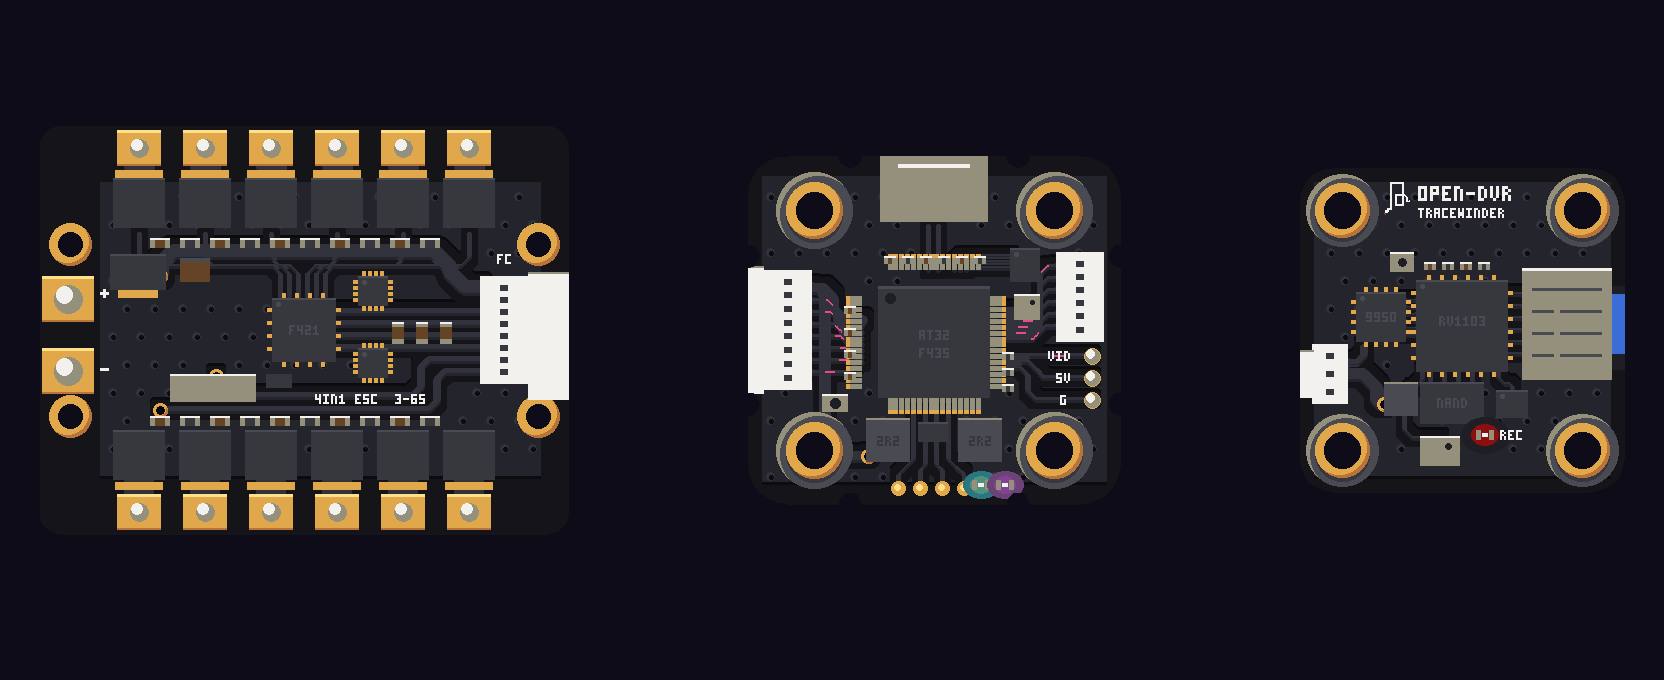 FC
+
F421
-
4IN1 ESC 3-6S
AT32
F435
VID
5V
G
2R2
2R2
OPEN-DVR
TRACEWINDER
9950
RV1103
NAND
REC